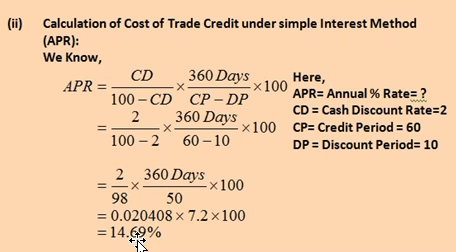 (ii) Calculation of Cost of Trade Credit under simple Interest Method
(APR):
We Know,
APR = CD / (100 – CD) × 360 Days / (CP – DP) × 100
= 2 / (100 – 2) × 360 Days / (60 – 10) × 100
= 2 / 98 × 360 Days / 50 × 100
= 0.020408 × 7.2 × 100
= 14.69%
Here,
APR= Annual % Rate= ?
CD = Cash Discount Rate=2
CP= Credit Period = 60
DP = Discount Period= 10